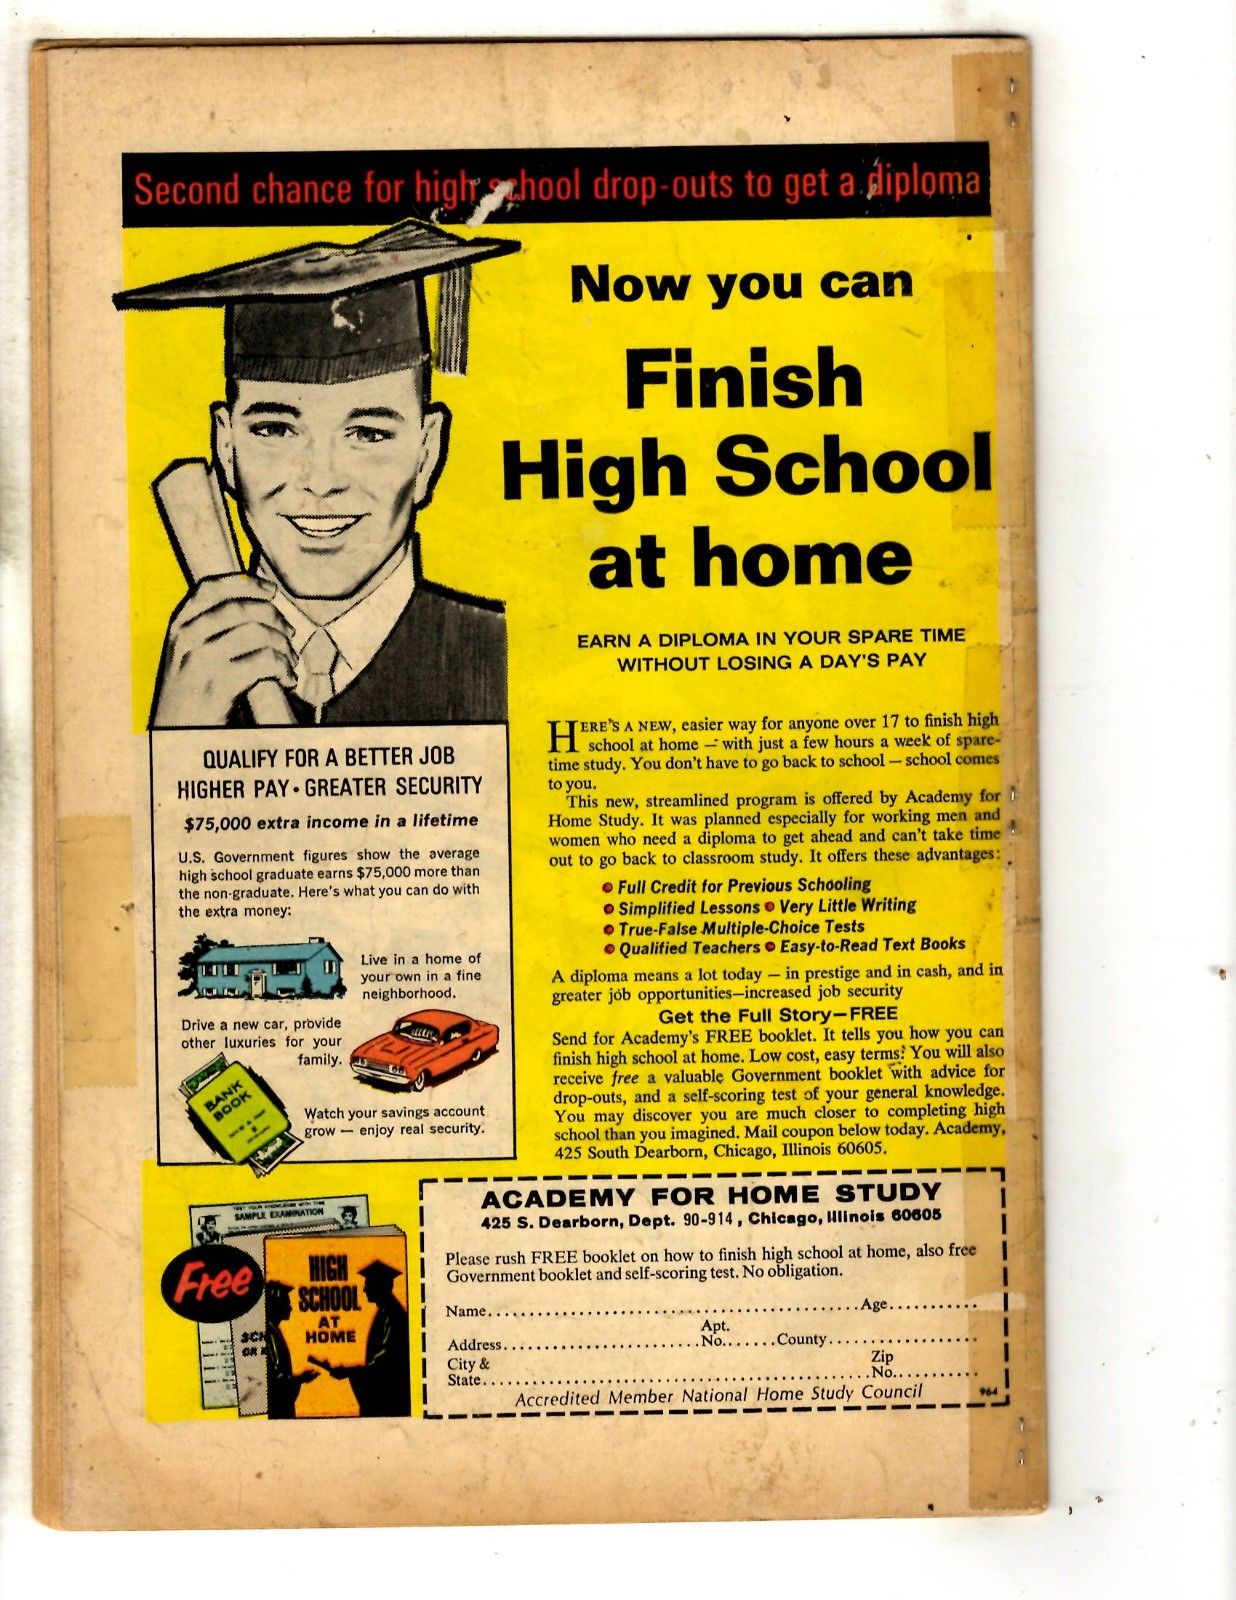 Second chance for high school drop-outs to get a diploma
Now you can
Finish
High School
at home
EARN A DIPLOMA IN YOUR SPARE TIME
WITHOUT LOSING A DAY'S PAY
HERE'S A NEW, easier way for anyone over 17 to finish high
school at home — with just a few hours a week of spare-
time study. You don't have to go back to school — school comes
to you.
This new, streamlined program is offered by Academy for
Home Study. It was planned especially for working men and
women who need a diploma to get ahead and can't take time
out to go back to classroom study. It offers these advantages:
• Full Credit for Previous Schooling
• Simplified Lessons • Very Little Writing
• True-False Multiple-Choice Tests
• Qualified Teachers • Easy-to-Read Text Books
A diploma means a lot today — in prestige and in cash, and in
greater job opportunities—increased job security
Get the Full Story—FREE
Send for Academy's FREE booklet. It tells you how you can
finish high school at home. Low cost, easy terms. You will also
receive free a valuable Government booklet with advice for
drop-outs, and a self-scoring test of your general knowledge.
You may discover you are much closer to completing high
school than you imagined. Mail coupon below today. Academy,
425 South Dearborn, Chicago, Illinois 60605.
QUALIFY FOR A BETTER JOB
HIGHER PAY • GREATER SECURITY
$75,000 extra income in a lifetime
U.S. Government figures show the average
high school graduate earns $75,000 more than
the non-graduate. Here's what you can do with
the extra money:
Live in a home of
your own in a fine
neighborhood.
Drive a new car, provide
other luxuries for your
family.
BANK
BOOK
Watch your savings account
grow — enjoy real security.
TEST YOUR KNOWLEDGE WITH THIS
SAMPLE EXAMINATION
Free
HIGH
SCHOOL
AT
HOME
SCH
OR
ACADEMY FOR HOME STUDY
425 S. Dearborn, Dept. 90-914, Chicago, Illinois 60605
Please rush FREE booklet on how to finish high school at home, also free
Government booklet and self-scoring test. No obligation.
Name.......................................Age...........
Address.....................Apt. No.......County.................
City &
State.......................................Zip No...........
Accredited Member National Home Study Council
964